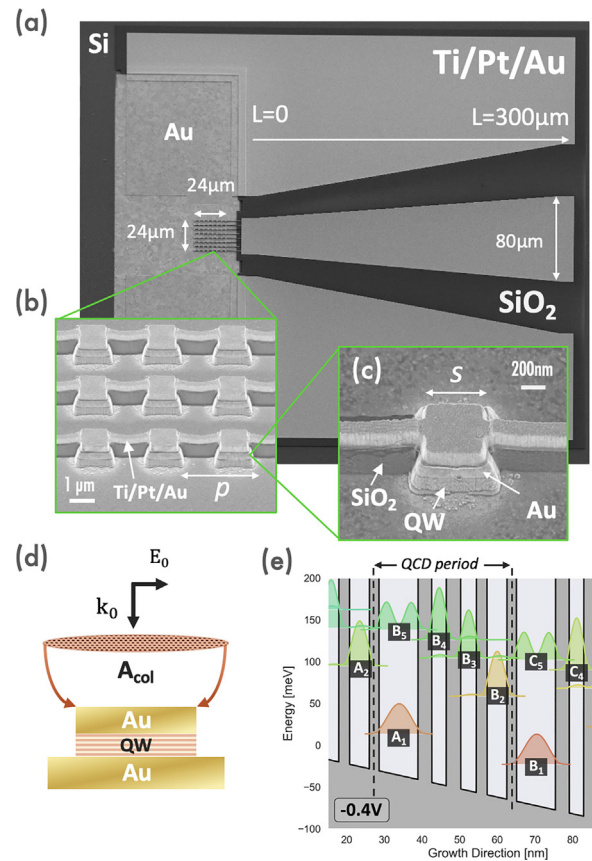 (a)
Si
Ti/Pt/Au
L=0
L=300µm
Au
24µm
24µm
80µm
SiO2
(b)
1 µm
Ti/Pt/Au
p
(c)
S
200nm
SiO2
QW
Au
(d)
E0
k0
Acol
Au
QW
Au
(e)
QCD period
200
150
100
50
0
−50
−100
Energy [meV]
A2
B5
B4
B3
B2
C5
C4
A1
B1
-0.4V
20 30 40 50 60 70 80
Growth Direction [nm]